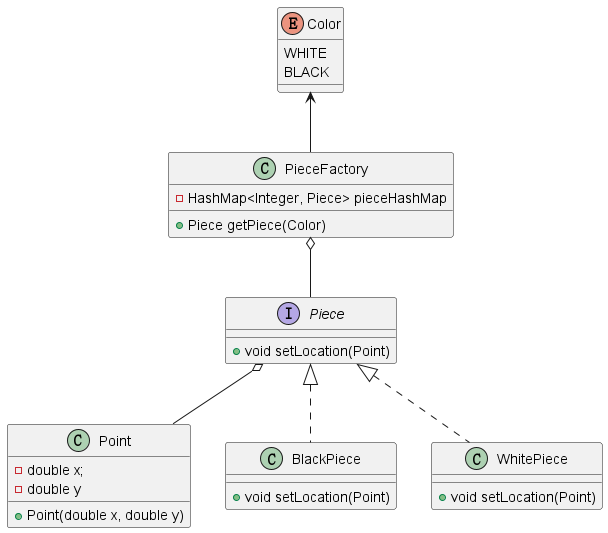 E Color
WHITE
BLACK
C PieceFactory
HashMap<Integer, Piece> pieceHashMap
Piece getPiece(Color)
I Piece
void setLocation(Point)
C Point
double x;
double y
Point(double x, double y)
C BlackPiece
void setLocation(Point)
C WhitePiece
void setLocation(Point)